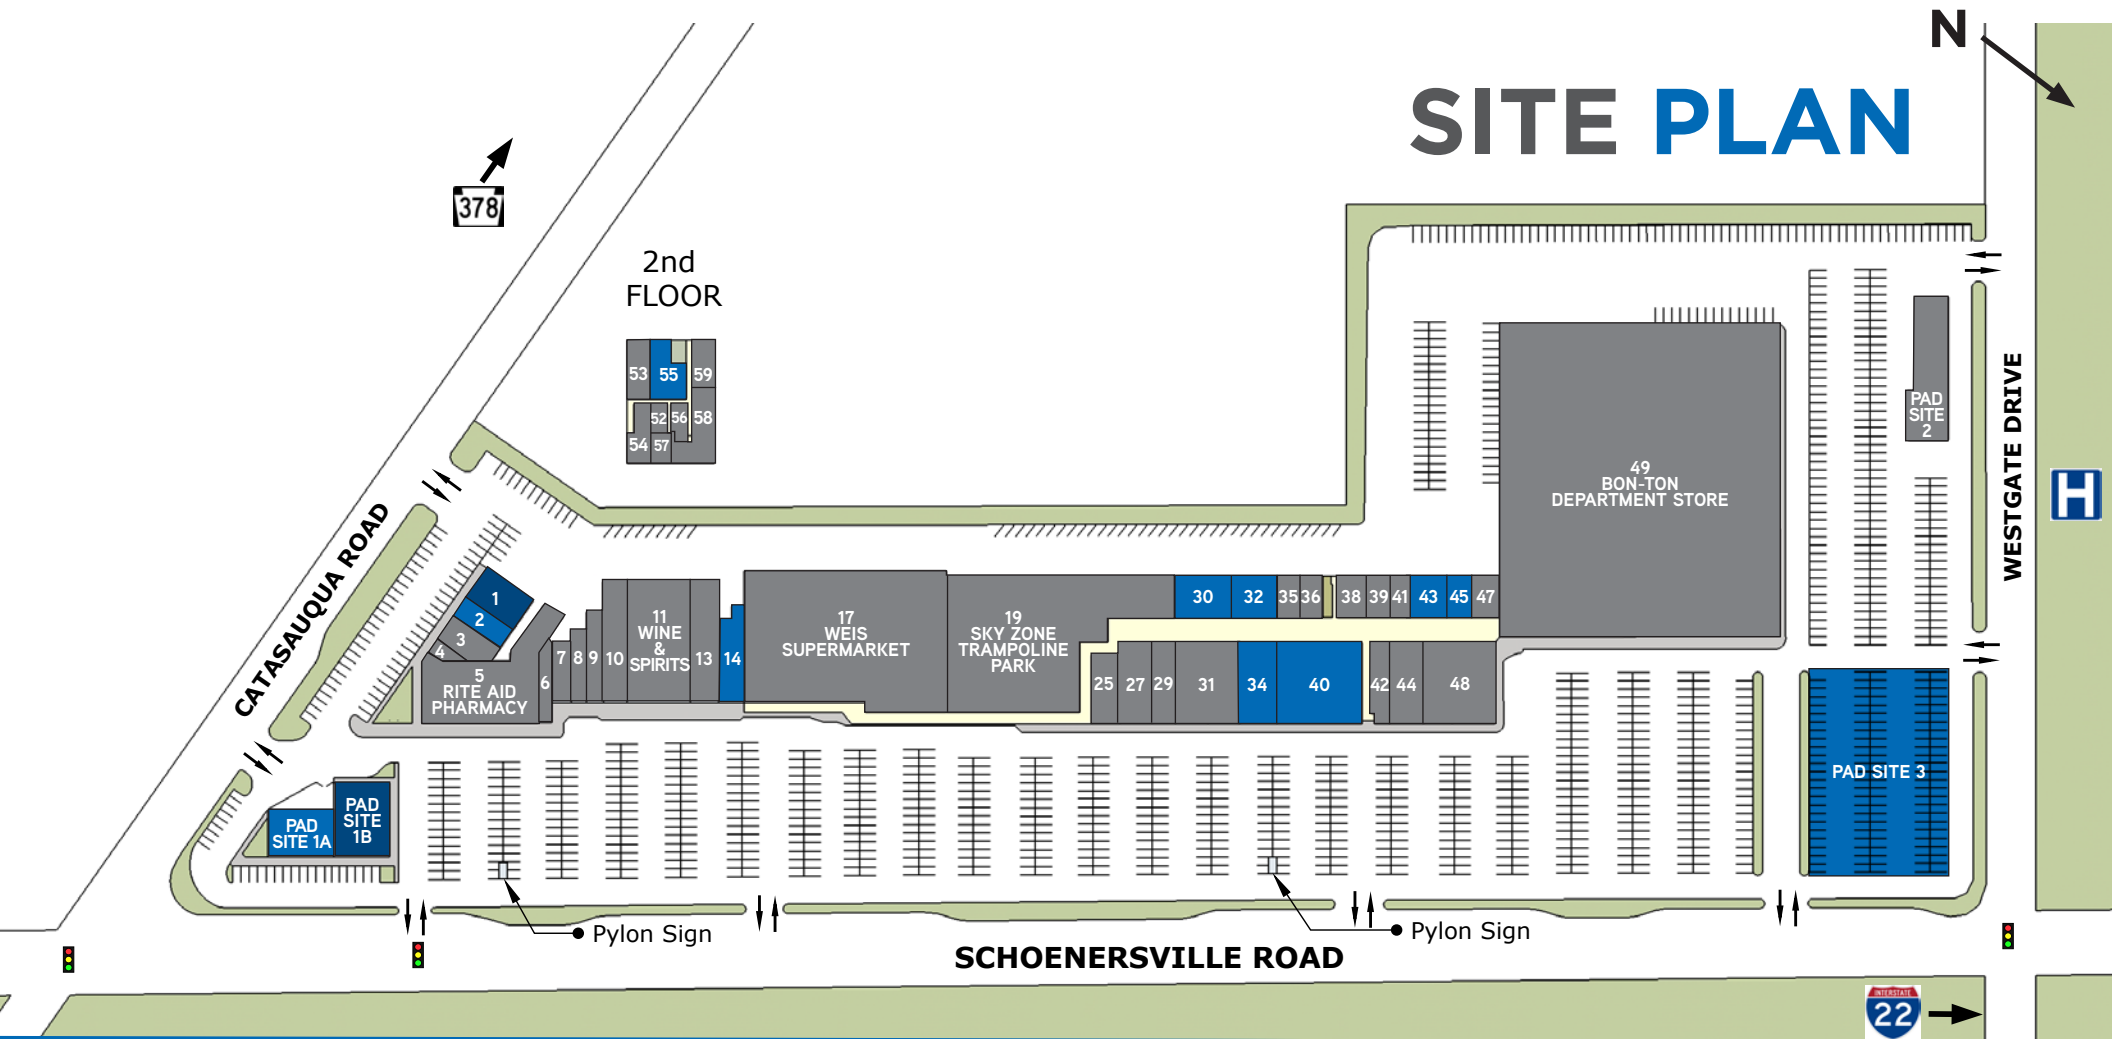 N
SITE PLAN
378
2nd
FLOOR
53
55
59
52
56
58
54
57
PAD
SITE
2
WESTGATE DRIVE
H
49
BON-TON
DEPARTMENT STORE
CATASAUQUA ROAD
1
2
3
4
5
RITE AID
PHARMACY
6
7
8
9
10
11
WINE
&
SPIRITS
13
14
17
WEIS
SUPERMARKET
19
SKY ZONE
TRAMPOLINE
PARK
30
32
35
36
38
39
41
43
45
47
25
27
29
31
34
40
42
44
48
PAD SITE 3
PAD
SITE 1A
PAD
SITE
1B
Pylon Sign
Pylon Sign
SCHOENERSVILLE ROAD
INTERSTATE
22